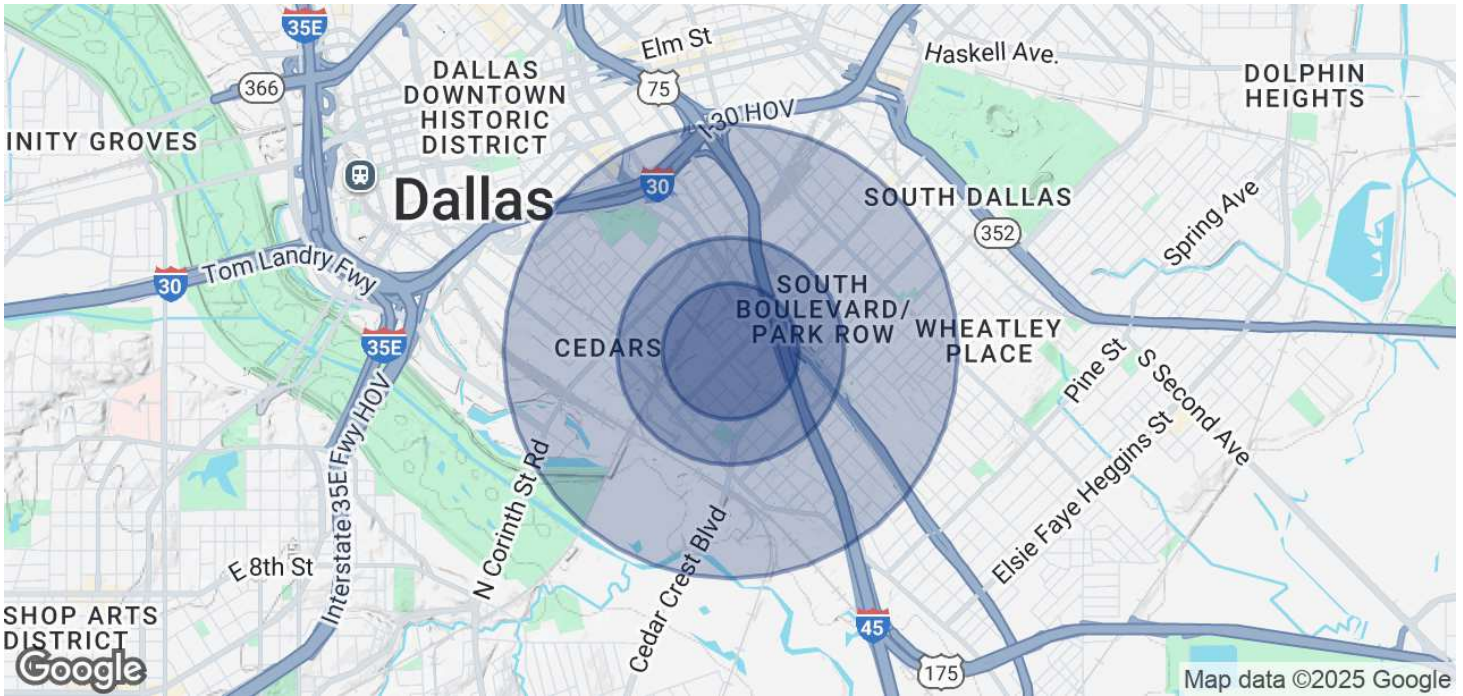 35E
Elm St
Haskell Ave.
366
DALLAS
DOWNTOWN
HISTORIC
DISTRICT
75
DOLPHIN
HEIGHTS
I-30 HOV
INITY GROVES
Dallas
30
SOUTH DALLAS
352
Spring Ave
Tom Landry Fwy
30
SOUTH
BOULEVARD/
PARK ROW
WHEATLEY
PLACE
CEDARS
35E
Pine St
S Second Ave
Interstate 35E Fwy HOV
N Corinth St Rd
Elsie Faye Heggins St
Cedar Crest Blvd
E 8th St
SHOP ARTS
DISTRICT
45
175
Google
Map data ©2025 Google